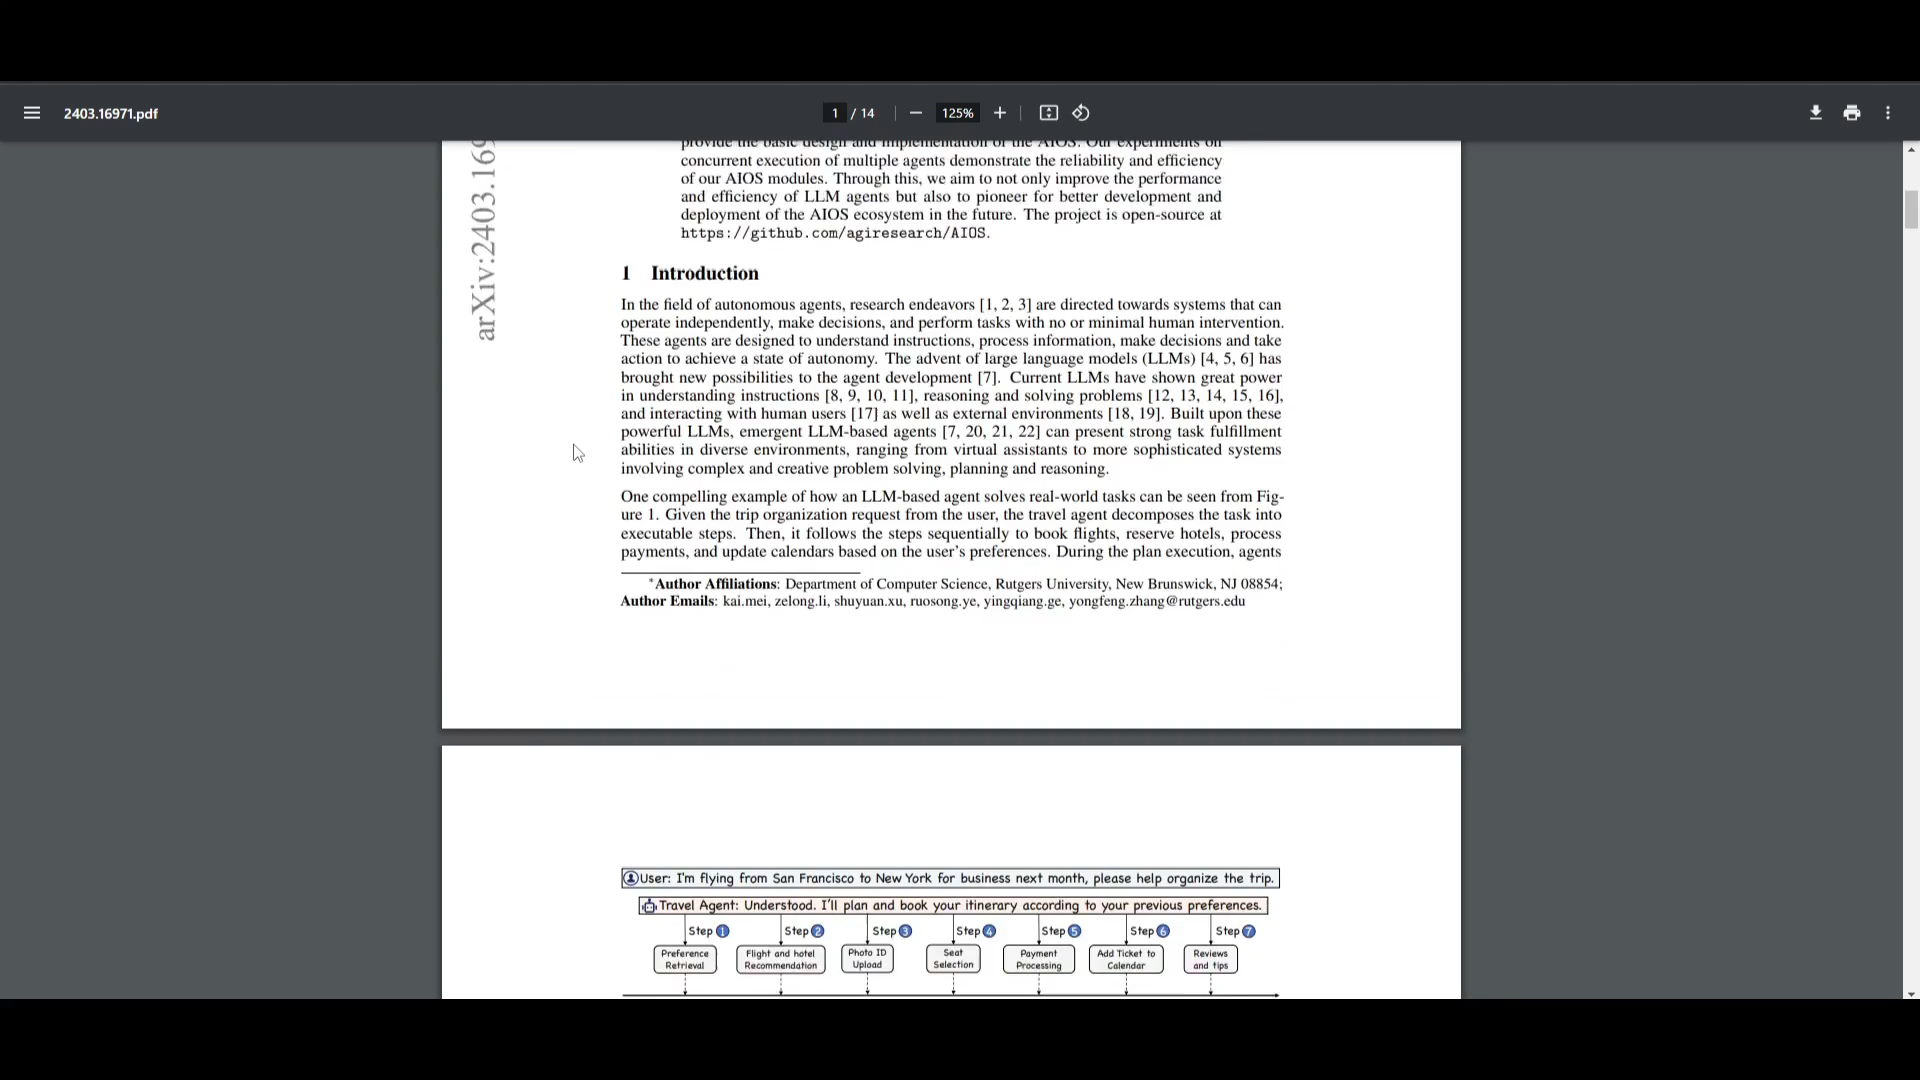 2403.16971.pdf
1 / 14
125%
arXiv:2403.169
provide the basic design and implementation of the AIOS. Our experiments on
concurrent execution of multiple agents demonstrate the reliability and efficiency
of our AIOS modules. Through this, we aim to not only improve the performance
and efficiency of LLM agents but also to pioneer for better development and
deployment of the AIOS ecosystem in the future. The project is open-source at
https://github.com/agiresearch/AIOS.
1 Introduction
In the field of autonomous agents, research endeavors [1, 2, 3] are directed towards systems that can
operate independently, make decisions, and perform tasks with no or minimal human intervention.
These agents are designed to understand instructions, process information, make decisions and take
action to achieve a state of autonomy. The advent of large language models (LLMs) [4, 5, 6] has
brought new possibilities to the agent development [7]. Current LLMs have shown great power
in understanding instructions [8, 9, 10, 11], reasoning and solving problems [12, 13, 14, 15, 16],
and interacting with human users [17] as well as external environments [18, 19]. Built upon these
powerful LLMs, emergent LLM-based agents [7, 20, 21, 22] can present strong task fulfillment
abilities in diverse environments, ranging from virtual assistants to more sophisticated systems
involving complex and creative problem solving, planning and reasoning.
One compelling example of how an LLM-based agent solves real-world tasks can be seen from Fig-
ure 1. Given the trip organization request from the user, the travel agent decomposes the task into
executable steps. Then, it follows the steps sequentially to book flights, reserve hotels, process
payments, and update calendars based on the user's preferences. During the plan execution, agents
*Author Affiliations: Department of Computer Science, Rutgers University, New Brunswick, NJ 08854;
Author Emails: kai.mei, zelong.li, shuyuan.xu, ruosong.ye, yingqiang.ge, yongfeng.zhang@rutgers.edu
User: I'm flying from San Francisco to New York for business next month, please help organize the trip.
Travel Agent: Understood. I'll plan and book your itinerary according to your previous preferences.
Step 1 Step 2 Step 3 Step 4 Step 5 Step 6 Step 7
Preference Flight and hotel Photo ID Seat Payment Add Ticket to Reviews
Retrieval Recommendation Upload Selection Processing Calendar and tips